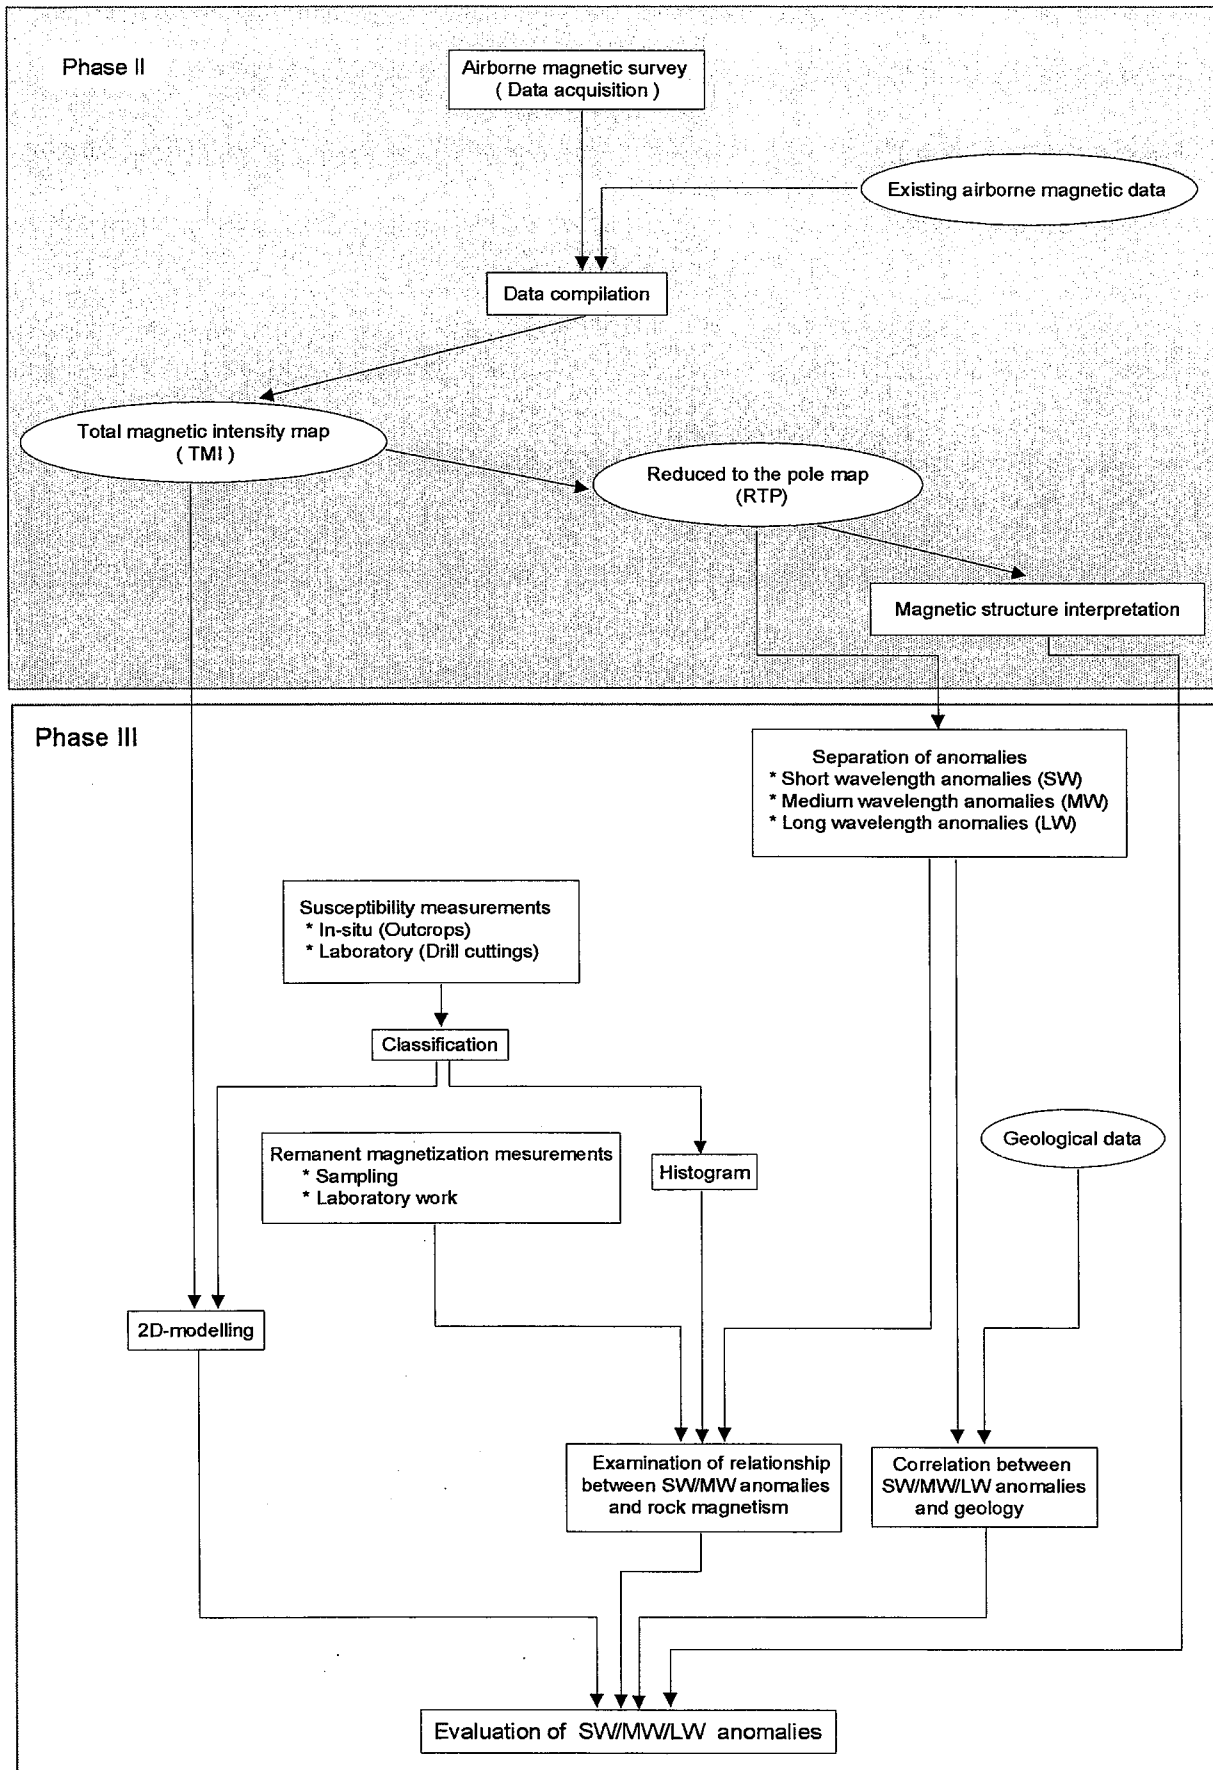 Phase II
Airborne magnetic survey
( Data acquisition )
Existing airborne magnetic data
Data compilation
Total magnetic intensity map
( TMI )
Reduced to the pole map
(RTP)
Magnetic structure interpretation
Phase III
Separation of anomalies
* Short wavelength anomalies (SW)
* Medium wavelength anomalies (MW)
* Long wavelength anomalies (LW)
Susceptibility measurements
* In-situ (Outcrops)
* Laboratory (Drill cuttings)
Classification
Remanent magnetization mesurements
* Sampling
* Laboratory work
Histogram
Geological data
2D-modelling
Examination of relationship
between SW/MW anomalies
and rock magnetism
Correlation between
SW/MW/LW anomalies
and geology
Evaluation of SW/MW/LW anomalies